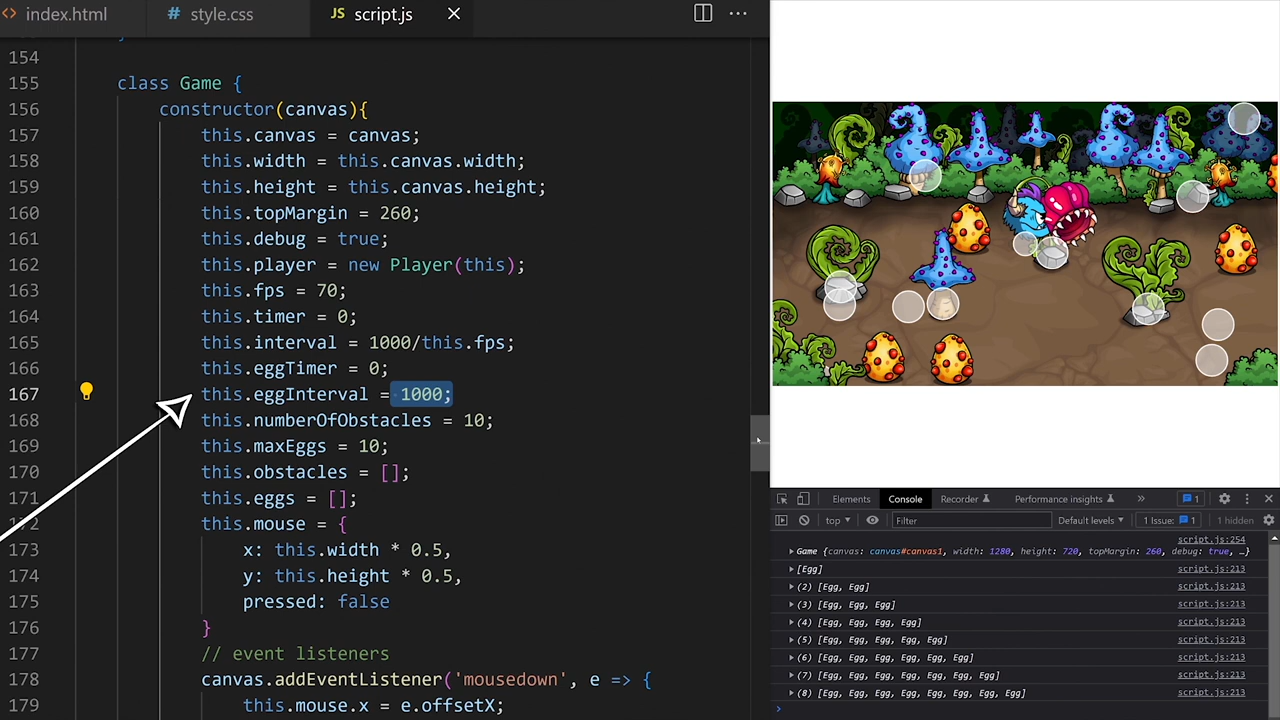 index.html
# style.css
JS script.js
154
155 class Game {
156 constructor(canvas){
157 this.canvas = canvas;
158 this.width = this.canvas.width;
159 this.height = this.canvas.height;
160 this.topMargin = 260;
161 this.debug = true;
162 this.player = new Player(this);
163 this.fps = 70;
164 this.timer = 0;
165 this.interval = 1000/this.fps;
166 this.eggTimer = 0;
167 this.eggInterval = 1000;
168 this.numberOfObstacles = 10;
169 this.maxEggs = 10;
170 this.obstacles = [];
171 this.eggs = [];
172 this.mouse = {
173 x: this.width * 0.5,
174 y: this.height * 0.5,
175 pressed: false
176 }
177 // event listeners
178 canvas.addEventListener('mousedown', e => {
179 this.mouse.x = e.offsetX;
Elements Console Recorder Performance insights » 1
top Filter Default levels 1 Issue: 1 1 hidden
script.js:254
Game {canvas: canvas#canvas1, width: 1280, height: 720, topMargin: 260, debug: true, …}
[Egg] script.js:213
(2) [Egg, Egg] script.js:213
(3) [Egg, Egg, Egg] script.js:213
(4) [Egg, Egg, Egg, Egg] script.js:213
(5) [Egg, Egg, Egg, Egg, Egg] script.js:213
(6) [Egg, Egg, Egg, Egg, Egg, Egg] script.js:213
(7) [Egg, Egg, Egg, Egg, Egg, Egg, Egg] script.js:213
(8) [Egg, Egg, Egg, Egg, Egg, Egg, Egg, Egg] script.js:213